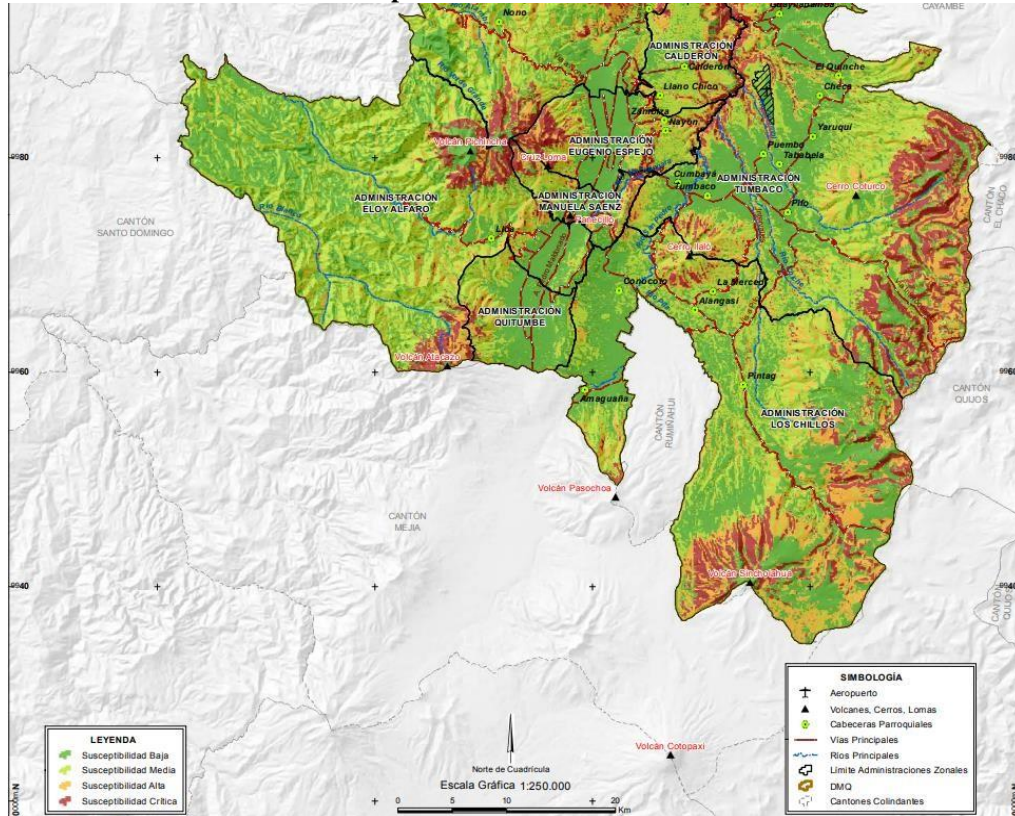 CAYAMBE
Nono
ADMINISTRACIÓN
CALDERÓN
Calderón
El Quinche
Checa
Llano Chico
Zámbiza
Nayón
Yaruquí
Volcán Pichincha
Cruz Loma
ADMINISTRACIÓN
EUGENIO ESPEJO
Puembo
Tababela
Cumbayá
Tumbaco
ADMINISTRACIÓN
TUMBACO
Pifo
Cerro Coturco
CANTÓN
EL CHACO
ADMINISTRACIÓN
ELOY ALFARO
ADMINISTRACIÓN
MANUELA SAENZ
CANTÓN
SANTO DOMINGO
Lloa
Cerro Ilaló
Conocoto
La Merced
Alangasí
ADMINISTRACIÓN
QUITUMBE
Volcán Atacazo
9960
Amaguaña
Pintag
ADMINISTRACIÓN
LOS CHILLOS
CANTÓN
QUIJOS
CANTÓN
RUMIÑAHUI
Volcán Pasochoa
CANTÓN
MEJIA
Volcán Sincholahua
9940
CANTÓN
QUIJOS
Volcán Cotopaxi
LEYENDA
Susceptibilidad Baja
Susceptibilidad Media
Susceptibilidad Alta
Susceptibilidad Crítica
Norte de Cuadrícula
Escala Gráfica 1:250.000
0 5 10 20
Km
SIMBOLOGÍA
Aeropuerto
Volcanes, Cerros, Lomas
Cabeceras Parroquiales
Vías Principales
Ríos Principales
Límite Administraciones Zonales
DMQ
Cantones Colindantes